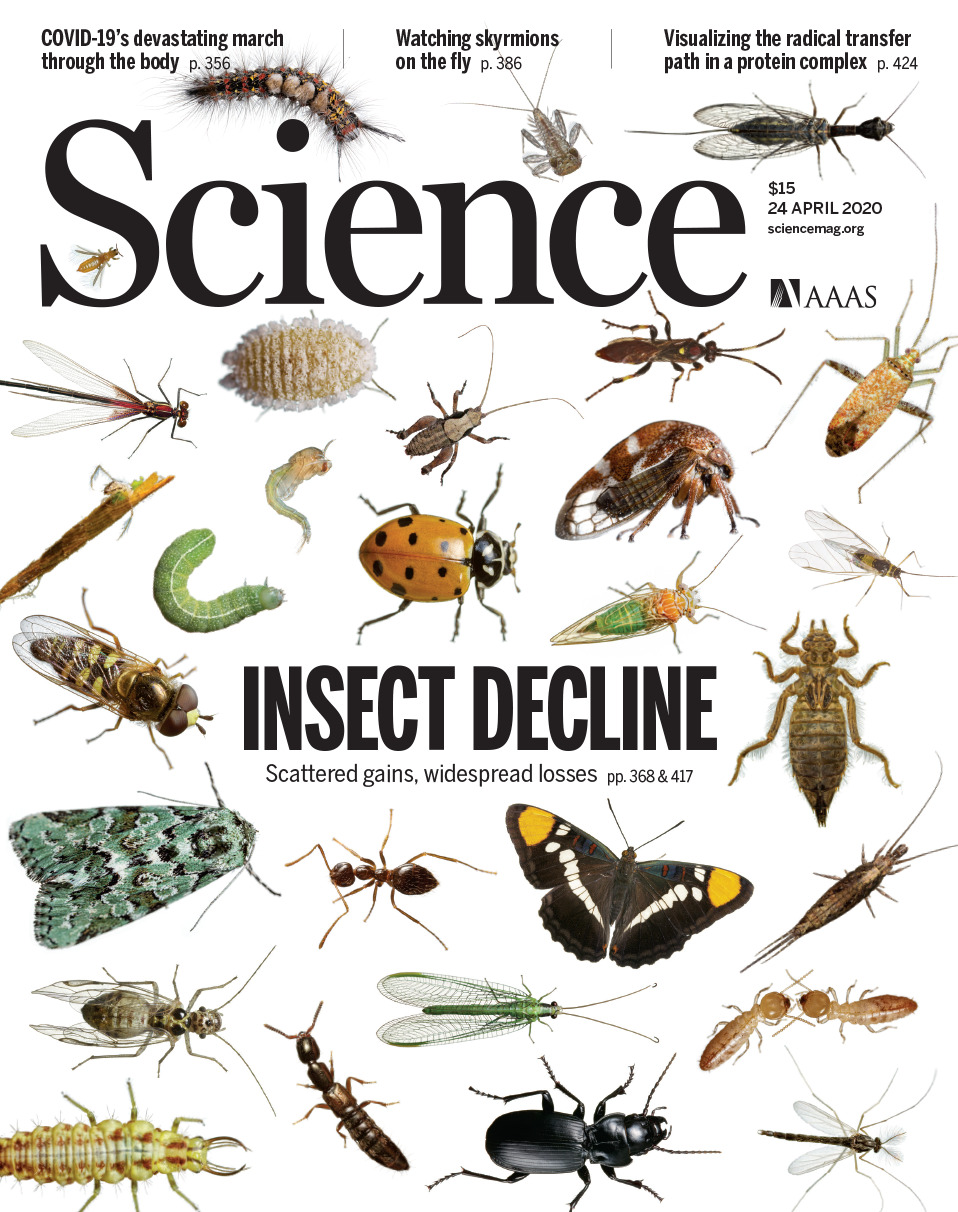 COVID-19's devastating march
through the body p. 356
Watching skyrmions
on the fly p. 386
Visualizing the radical transfer
path in a protein complex p. 424
Science
$15
24 APRIL 2020
sciencemag.org
AAAS
INSECT DECLINE
Scattered gains, widespread losses pp. 368 & 417